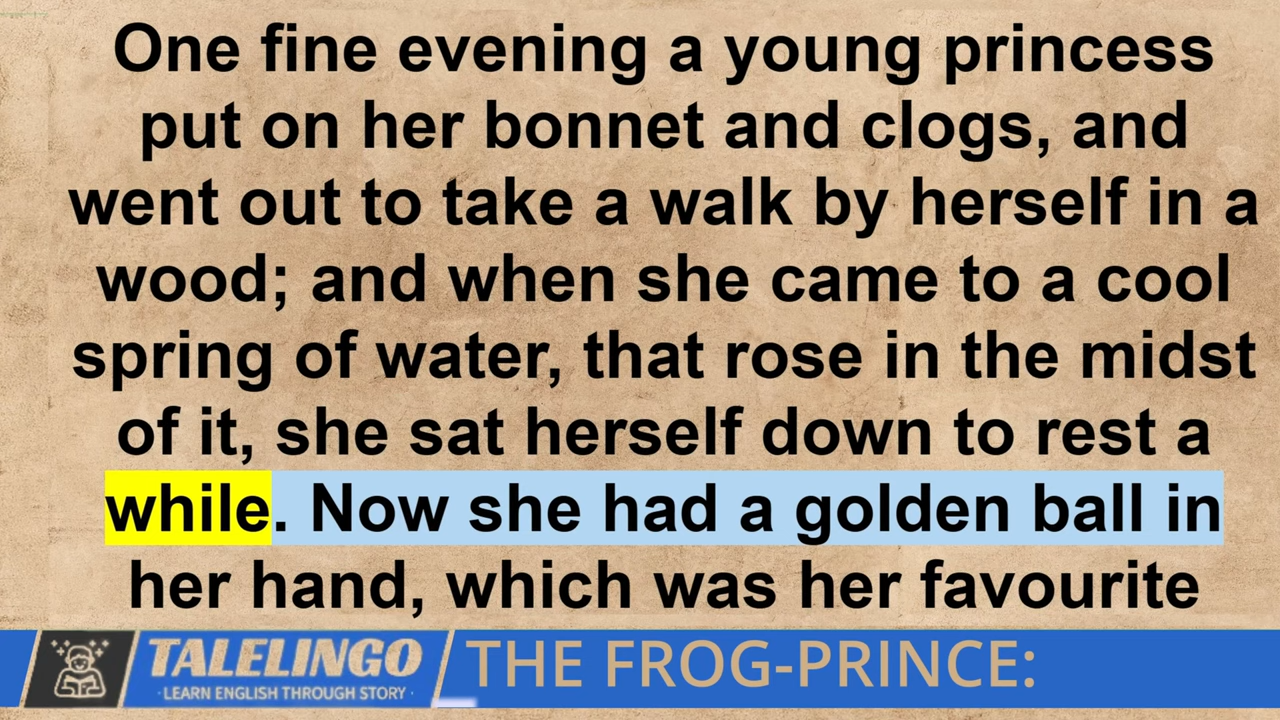 One fine evening a young princess
put on her bonnet and clogs, and
went out to take a walk by herself in a
wood; and when she came to a cool
spring of water, that rose in the midst
of it, she sat herself down to rest a
while. Now she had a golden ball in
her hand, which was her favourite
TALELINGO
· LEARN ENGLISH THROUGH STORY ·
THE FROG-PRINCE: